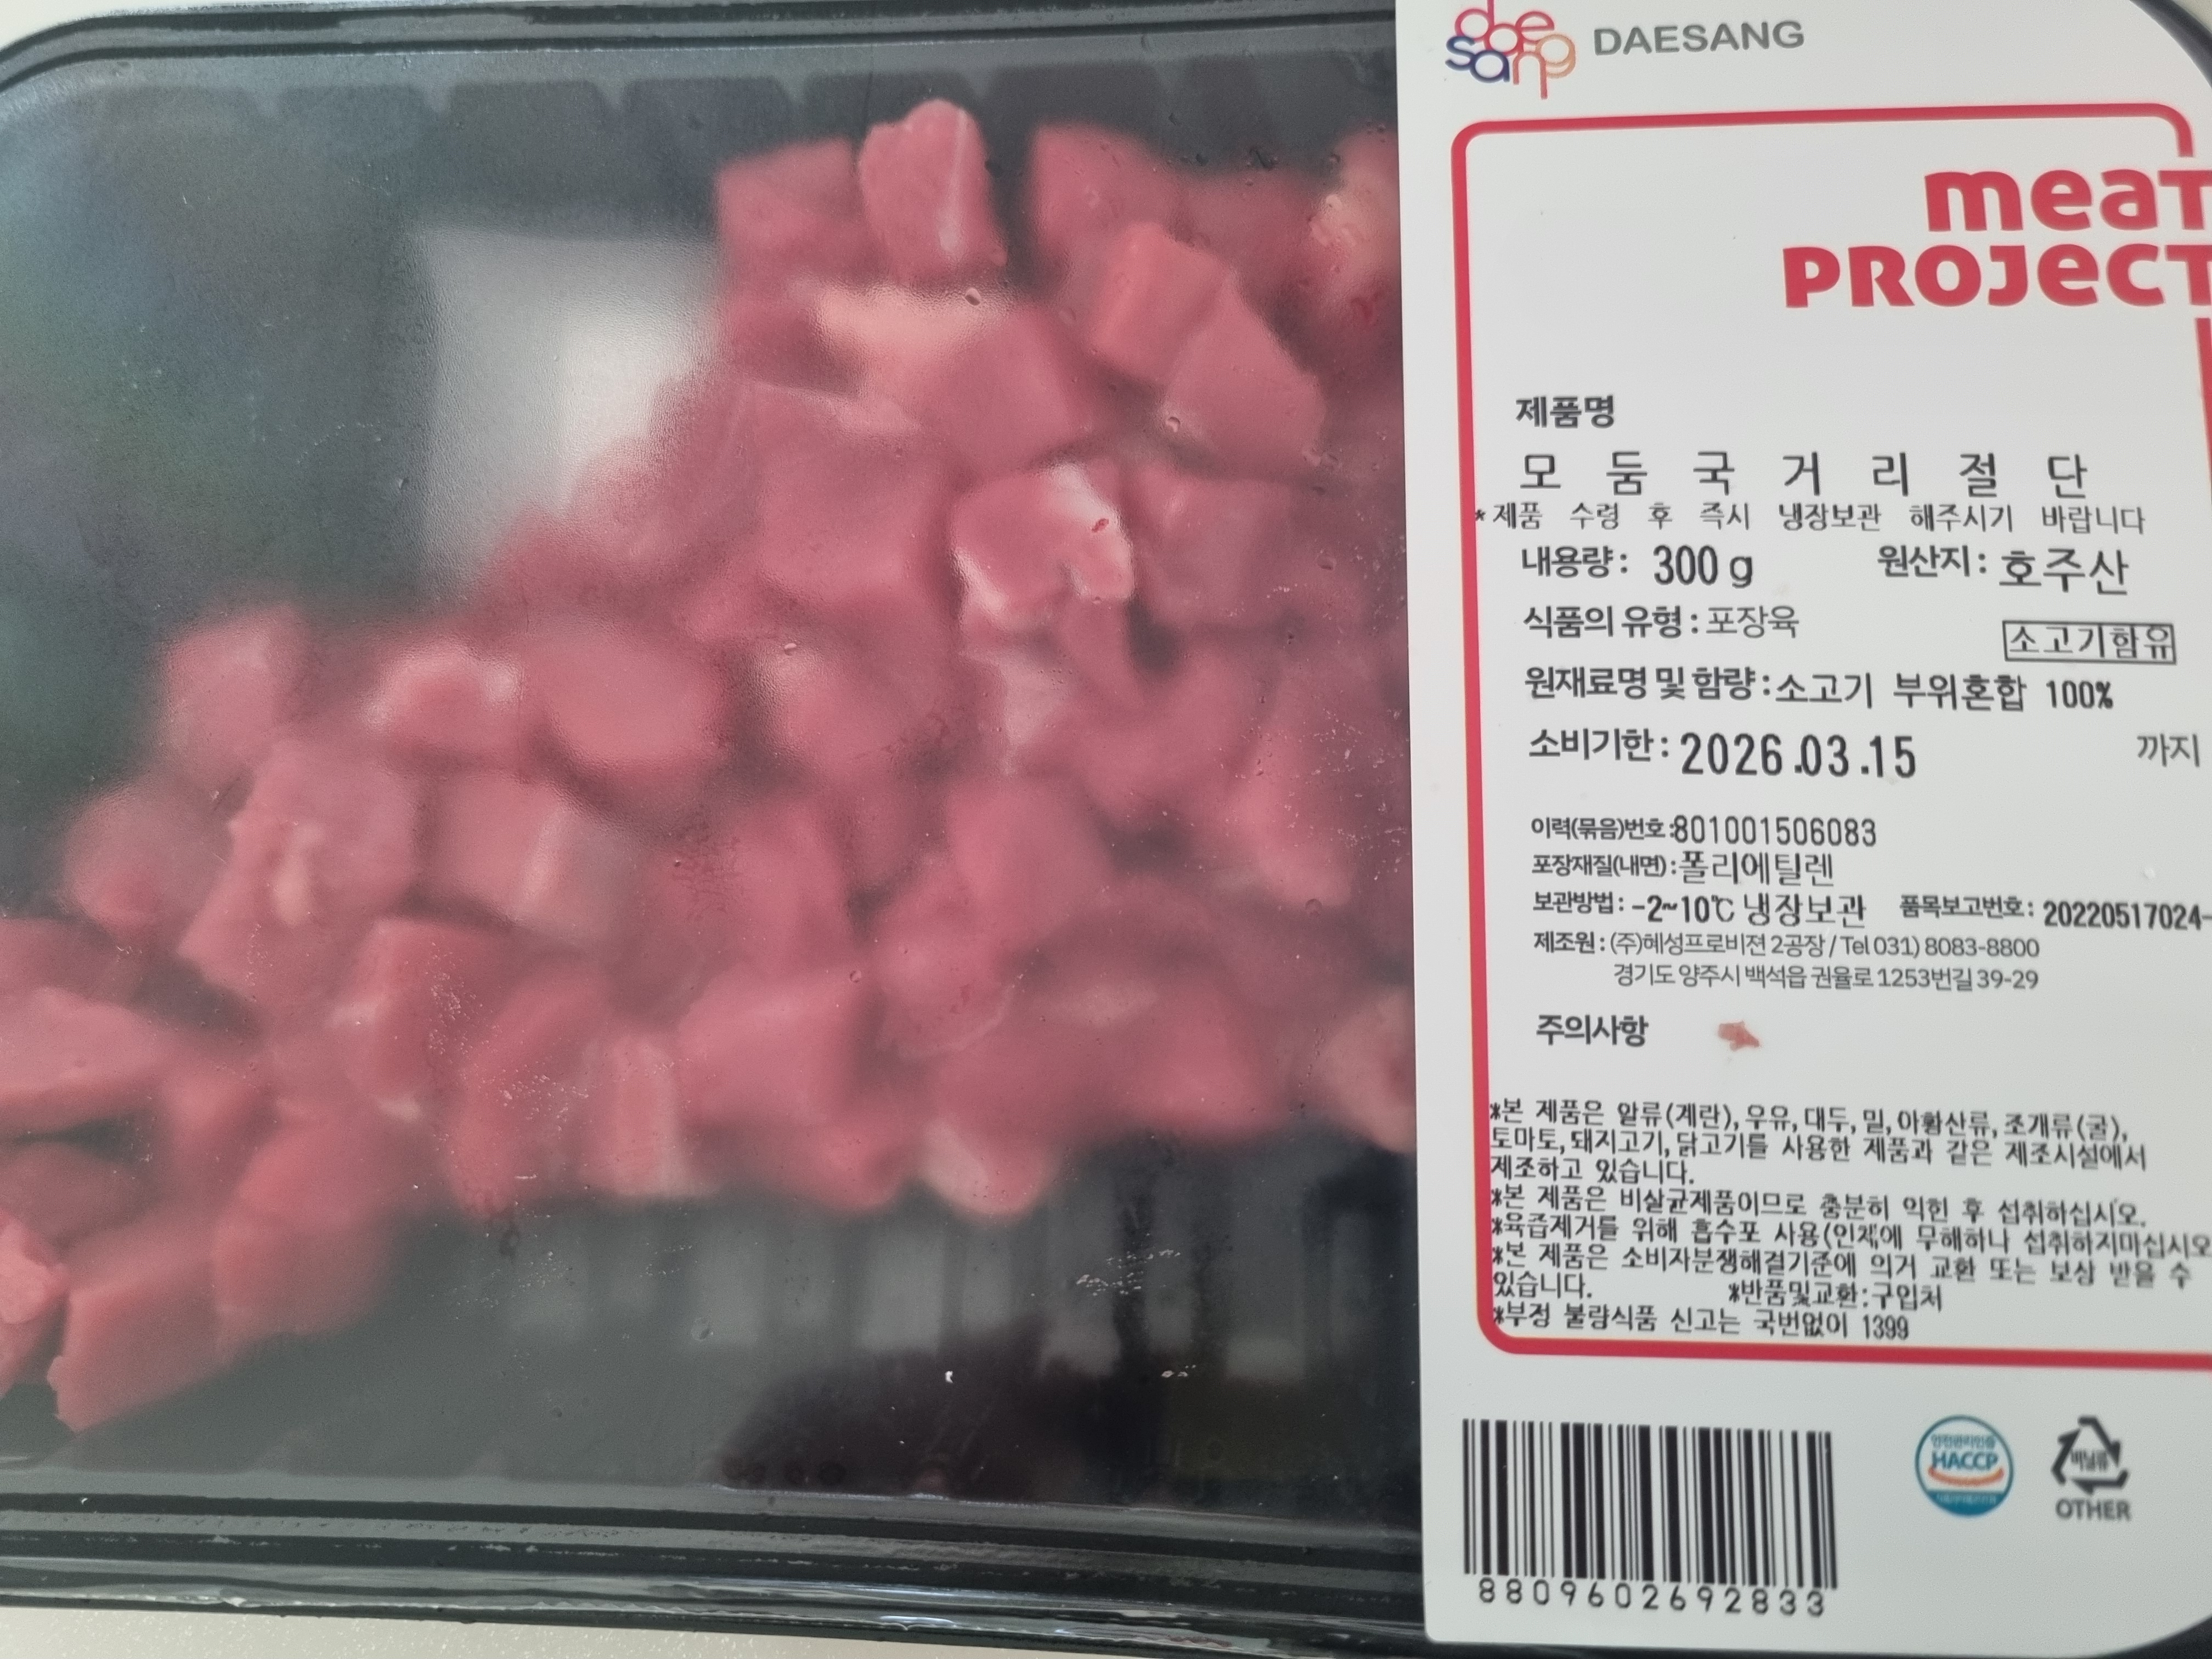 dae sang DAESANG
meat
PROJECT
제품명
모둠국거리절단
*제품 수령 후 즉시 냉장보관 해주시기 바랍니다
내용량: 300 g 원산지: 호주산
식품의 유형: 포장육
소고기함유
원재료명 및 함량: 소고기 부위혼합 100%
소비기한: 2026.03.15 까지
이력(묶음)번호:801001506083
포장재질(내면):폴리에틸렌
보관방법: -2~10℃ 냉장보관 품목보고번호: 20220517024-
제조원: (주)혜성프로비젼 2공장 / Tel 031) 8083-8800
경기도 양주시 백석읍 권율로 1253번길 39-29
주의사항
*본 제품은 알류(계란), 우유, 대두, 밀, 아황산류, 조개류(굴),
토마토, 돼지고기, 닭고기를 사용한 제품과 같은 제조시설에서
제조하고 있습니다.
*본 제품은 비살균제품이므로 충분히 익힌 후 섭취하십시오.
*육즙제거를 위해 흡수포 사용(인체에 무해하나 섭취하지마십시오
*본 제품은 소비자분쟁해결기준에 의거 교환 또는 보상 받을 수
있습니다. *반품및교환:구입처
*부정 불량식품 신고는 국번없이 1399
안전관리인증
HACCP
비닐류
OTHER
8809602692833